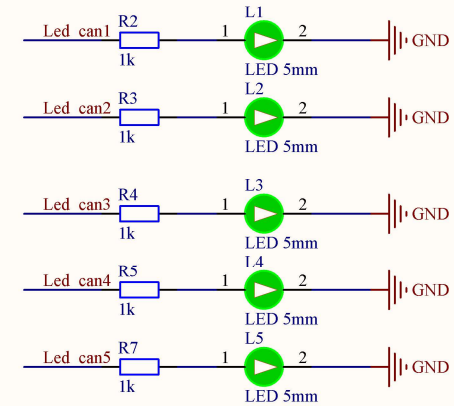 L1
Led can1 R2 1 2 GND
1k LED 5mm
L2
Led can2 R3 1 2 GND
1k LED 5mm
L3
Led can3 R4 1 2 GND
1k LED 5mm
L4
Led can4 R5 1 2 GND
1k LED 5mm
L5
Led can5 R7 1 2 GND
1k LED 5mm